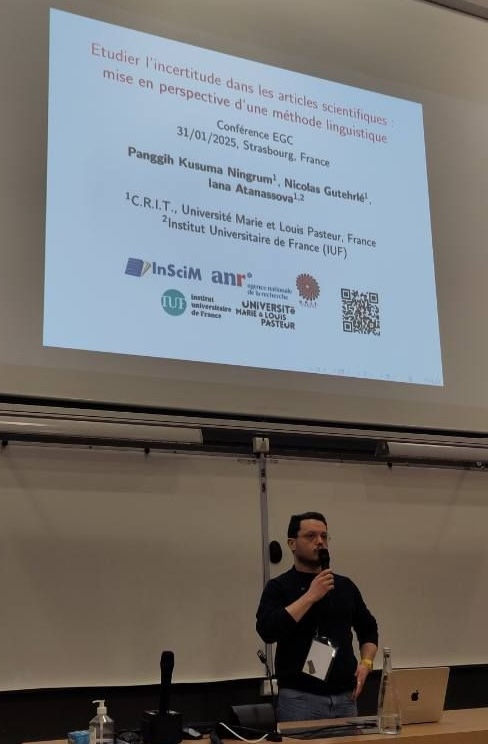 Etudier l'incertitude dans les articles scientifiques :
mise en perspective d'une méthode linguistique
Conférence EGC
31/01/2025, Strasbourg, France
Panggih Kusuma Ningrum¹, Nicolas Gutehrlé¹,
Iana Atanassova¹,²
¹C.R.I.T., Université Marie et Louis Pasteur, France
²Institut Universitaire de France (IUF)
InSciM
anr
agence nationale
de la recherche
C.R.I.T
IUF
institut
universitaire
de France
UNIVERSITé
MARIE & LOUIS
PASTEUR